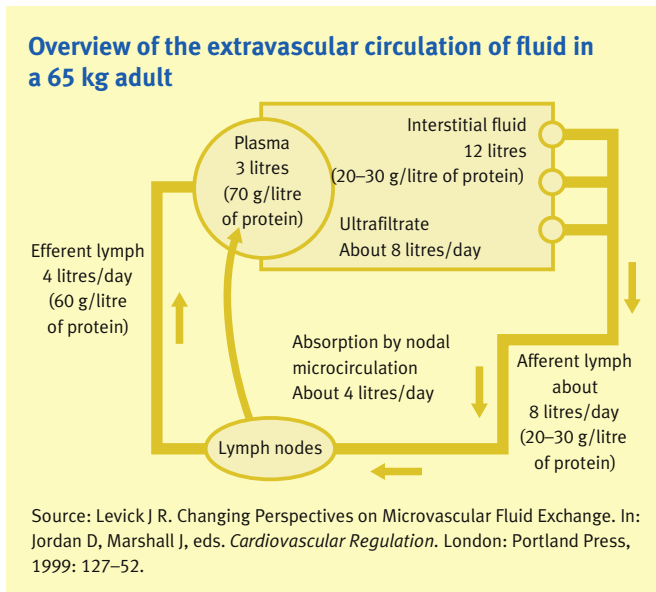 Overview of the extravascular circulation of fluid in
a 65 kg adult
Plasma
3 litres
(70 g/litre
of protein)
Interstitial fluid
12 litres
(20–30 g/litre of protein)
Ultrafiltrate
About 8 litres/day
Efferent lymph
4 litres/day
(60 g/litre
of protein)
Absorption by nodal
microcirculation
About 4 litres/day
Afferent lymph
about
8 litres/day
(20–30 g/litre
of protein)
Lymph nodes
Source: Levick J R. Changing Perspectives on Microvascular Fluid Exchange. In:
Jordan D, Marshall J, eds. Cardiovascular Regulation. London: Portland Press,
1999: 127–52.